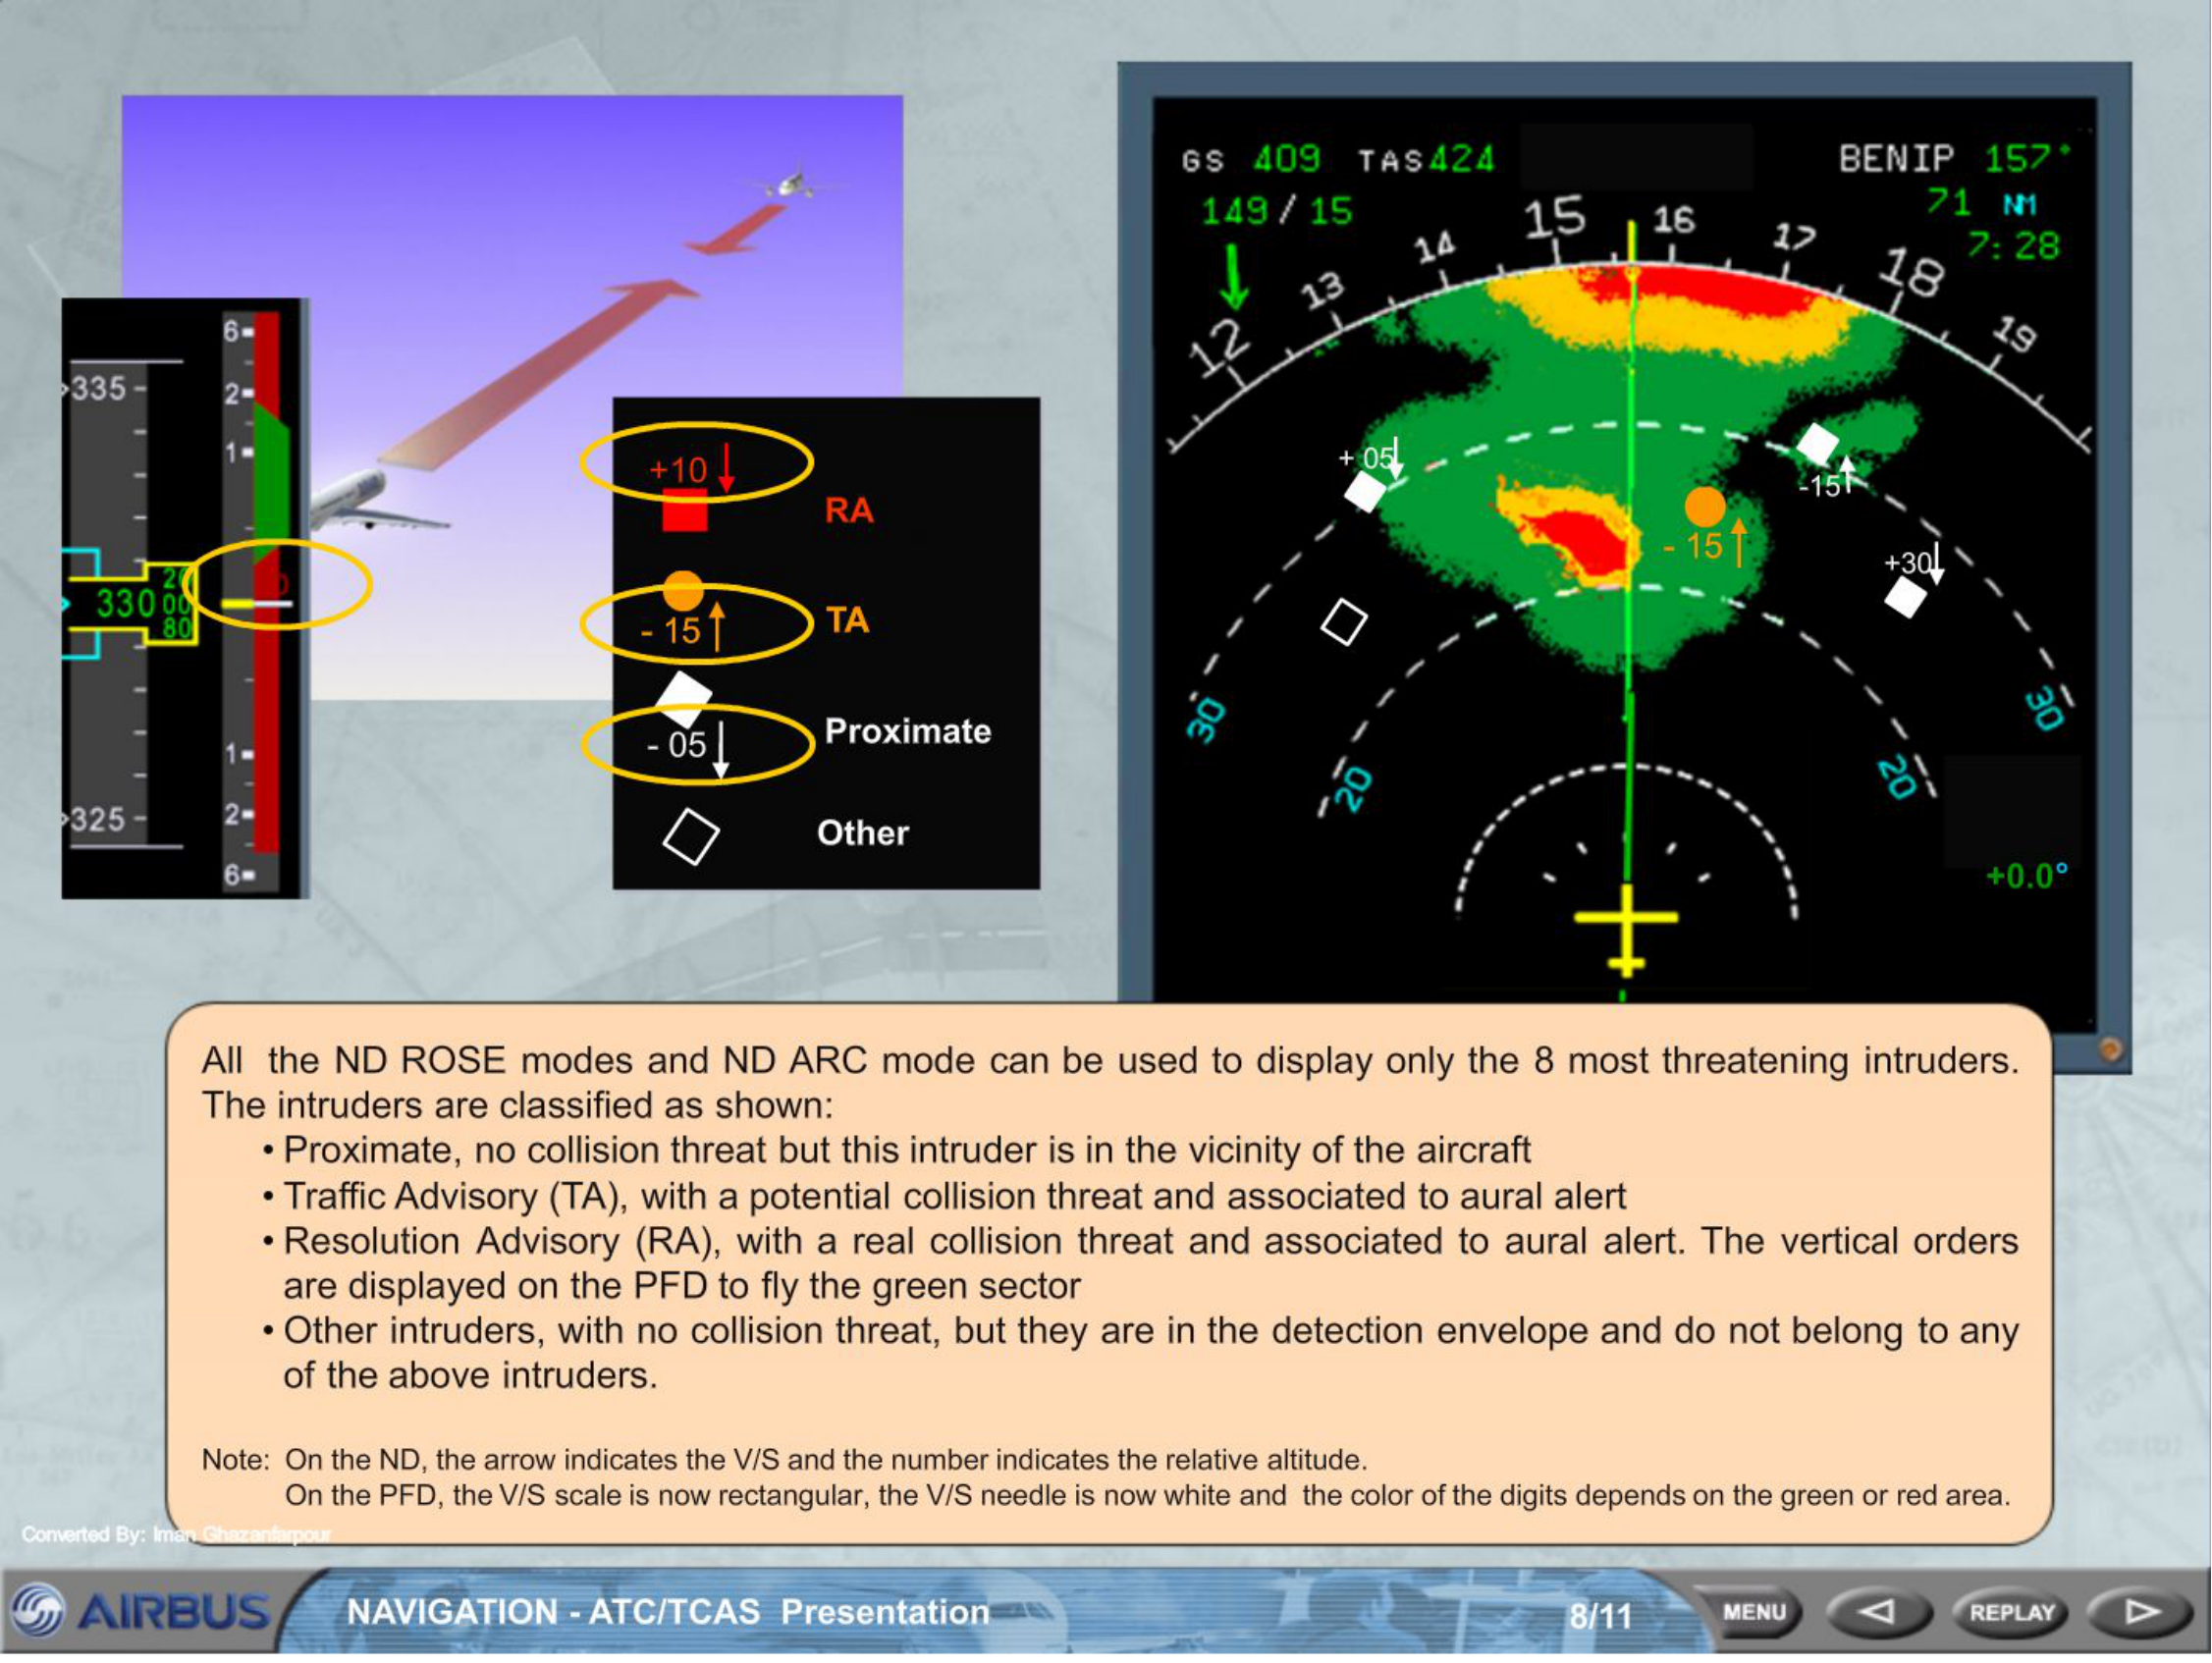 GS 409 TAS424
BENIP 157°
149/15
71 NM
7:28
12
13
14
15
16
17
18
19
+ 05
-15
- 15
+30
30
30
20
20
+0.0°
6
2
1
335
20
330 00
80
1
325
2
6
+10
RA
- 15
TA
- 05
Proximate
Other
All the ND ROSE modes and ND ARC mode can be used to display only the 8 most threatening intruders.
The intruders are classified as shown:
• Proximate, no collision threat but this intruder is in the vicinity of the aircraft
• Traffic Advisory (TA), with a potential collision threat and associated to aural alert
• Resolution Advisory (RA), with a real collision threat and associated to aural alert. The vertical orders
are displayed on the PFD to fly the green sector
• Other intruders, with no collision threat, but they are in the detection envelope and do not belong to any
of the above intruders.
Note: On the ND, the arrow indicates the V/S and the number indicates the relative altitude.
On the PFD, the V/S scale is now rectangular, the V/S needle is now white and the color of the digits depends on the green or red area.
Converted By: Iman Ghazanfarpour
AIRBUS
NAVIGATION - ATC/TCAS Presentation
8/11
MENU
REPLAY